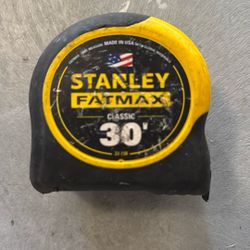 MADE IN USA
STANLEY
FATMAX
CLASSIC
30'